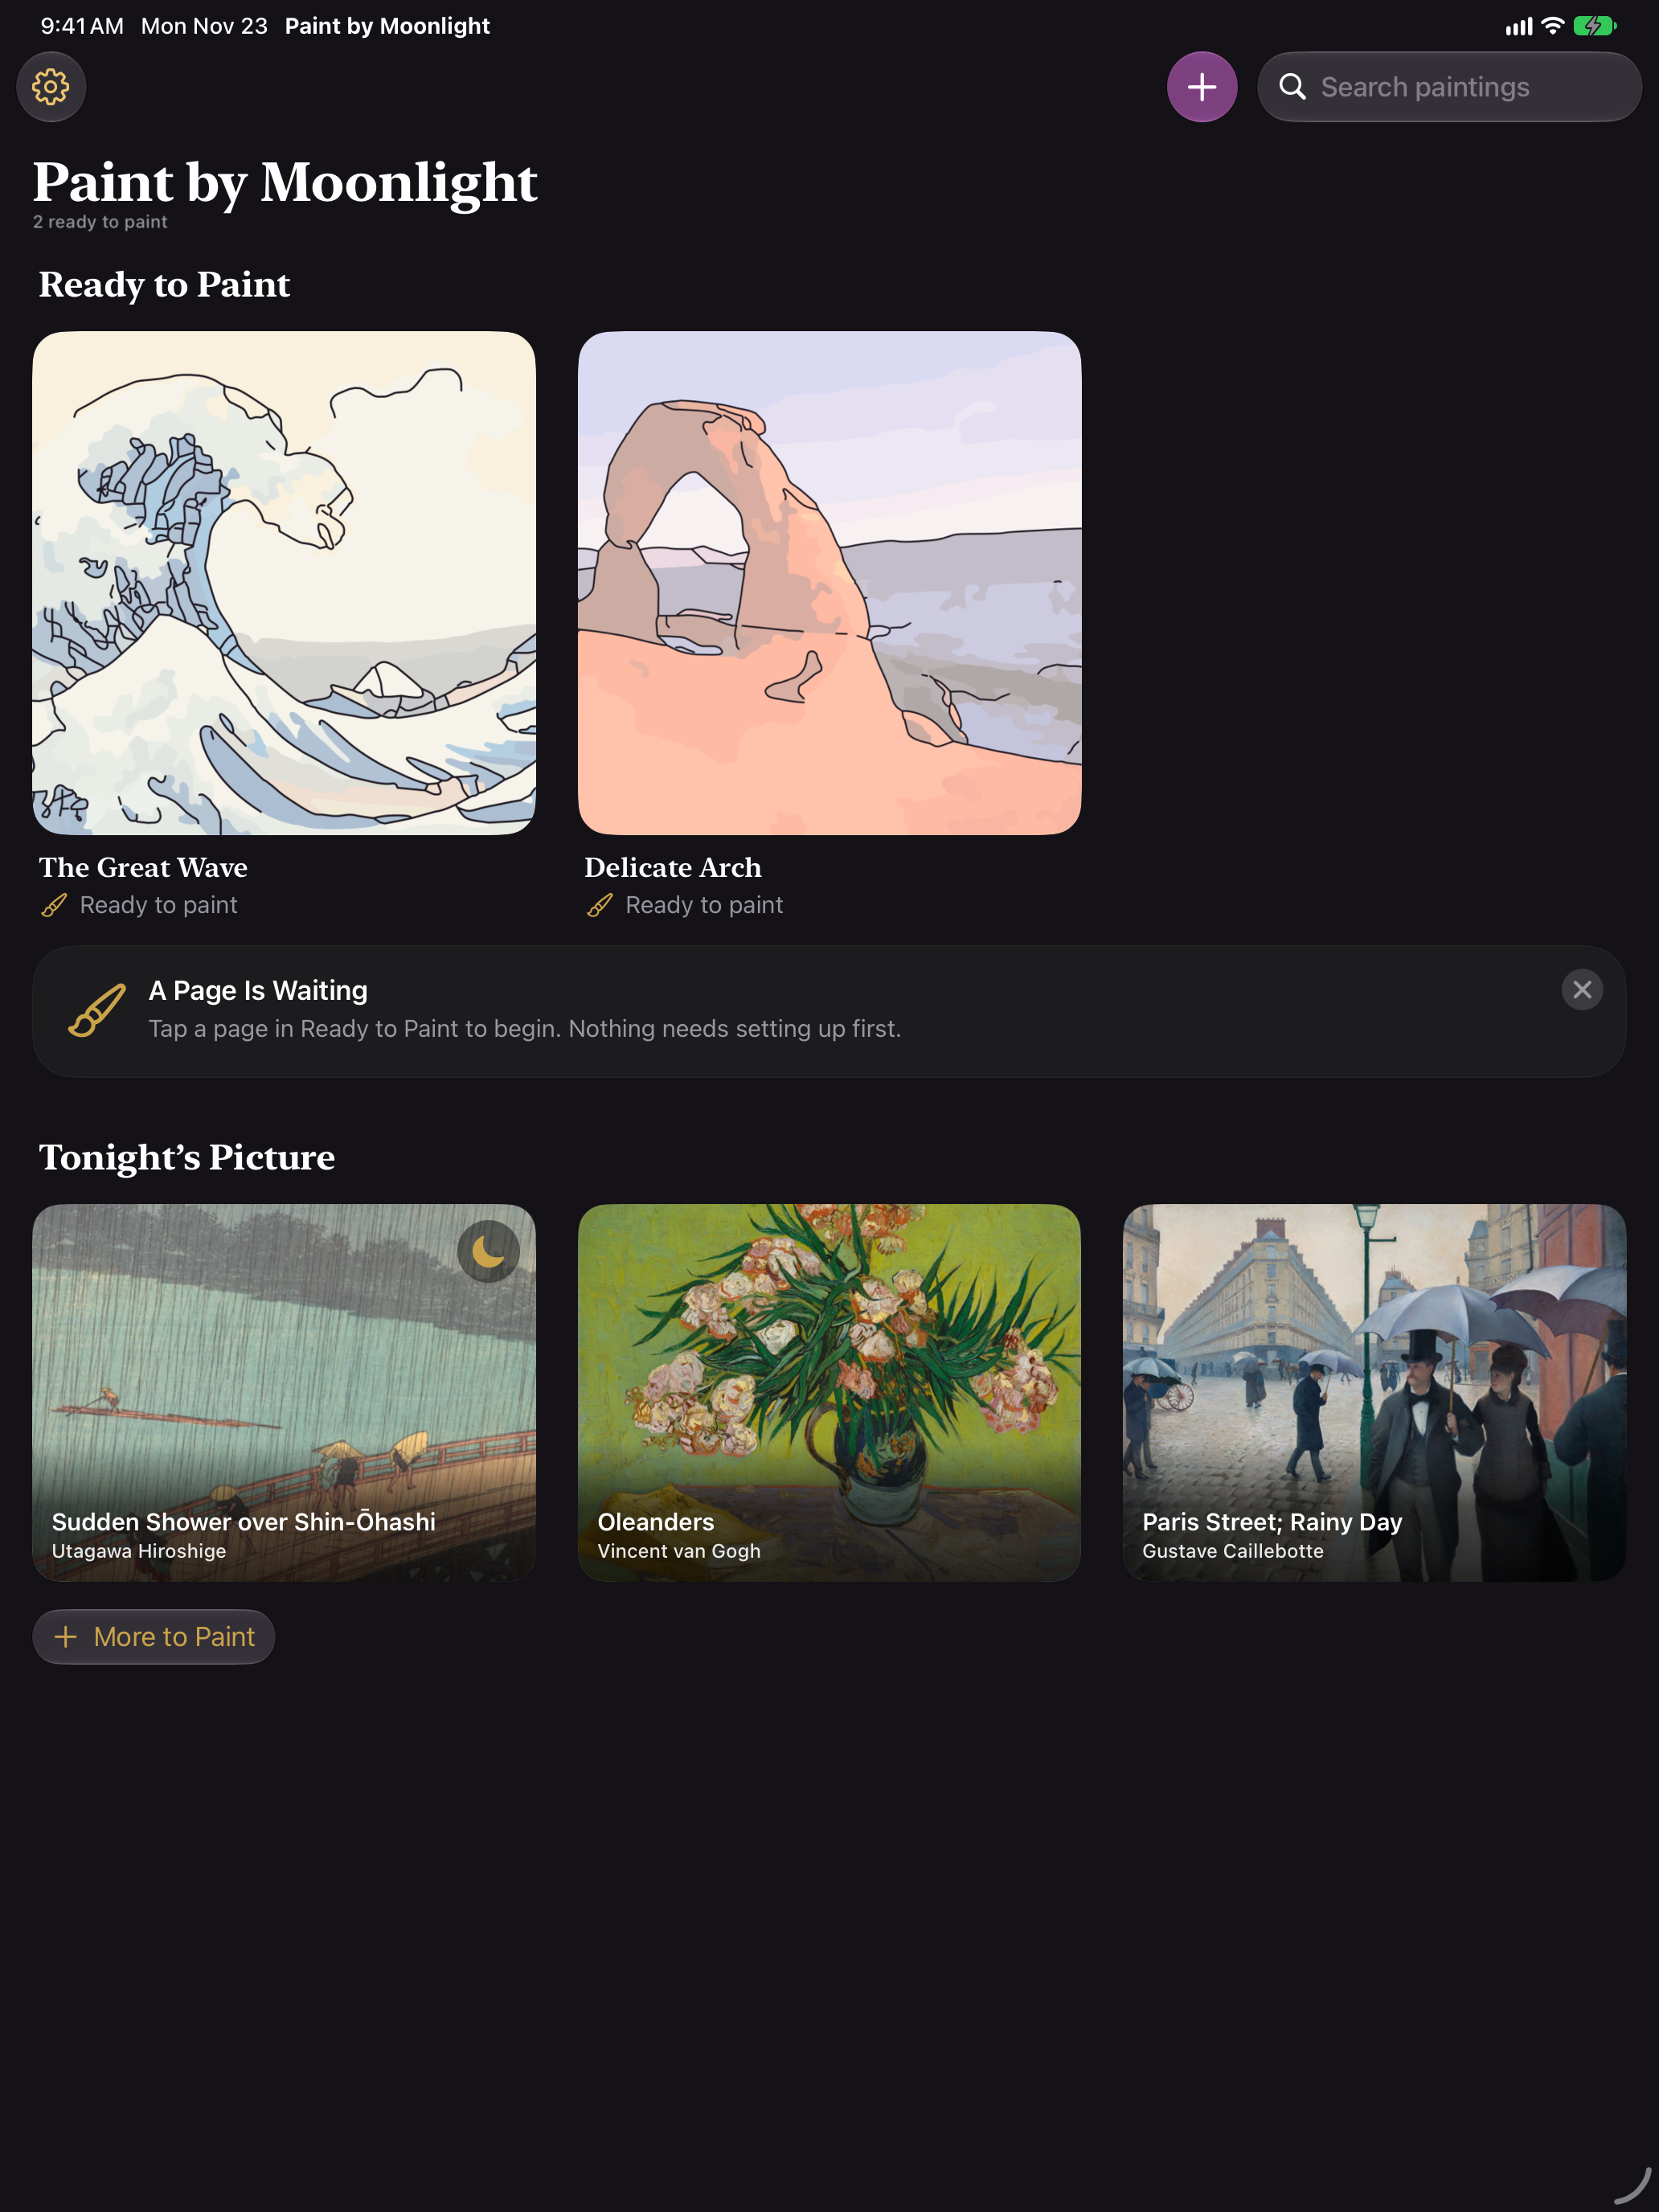 9:41 AM Mon Nov 23 Paint by Moonlight
Search paintings
Paint by Moonlight
2 ready to paint
Ready to Paint
The Great Wave
Ready to paint
Delicate Arch
Ready to paint
A Page Is Waiting
Tap a page in Ready to Paint to begin. Nothing needs setting up first.
Tonight’s Picture
Sudden Shower over Shin-Ōhashi
Utagawa Hiroshige
Oleanders
Vincent van Gogh
Paris Street; Rainy Day
Gustave Caillebotte
More to Paint